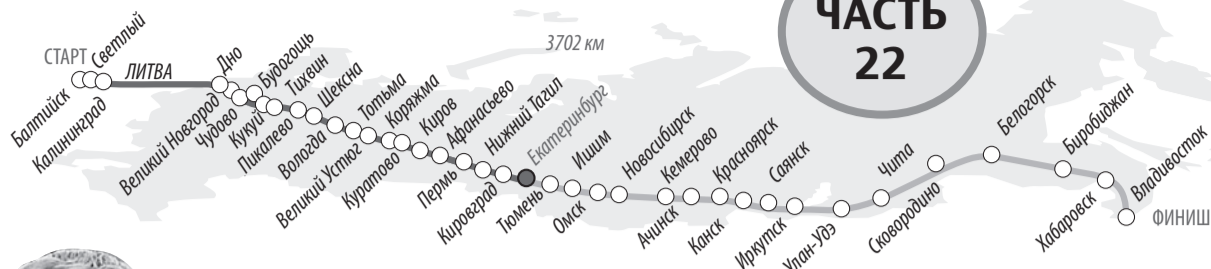 ЧАСТЬ
22
3702 км
СТАРТ
Балтийск
Светлый
Калининград
ЛИТВА
Дно
Великий Новгород
Чудово
Будогощь
Кукуй
Тихвин
Пикалево
Шексна
Вологда
Тотьма
Великий Устюг
Коряжма
Куратово
Киров
Афанасьево
Пермь
Нижний Тагил
Кировград
Екатеринбург
Тюмень
Ишим
Омск
Новосибирск
Кемерово
Ачинск
Красноярск
Канск
Саянск
Иркутск
Улан-Удэ
Чита
Сковородино
Белогорск
Биробиджан
Хабаровск
Владивосток
ФИНИШ